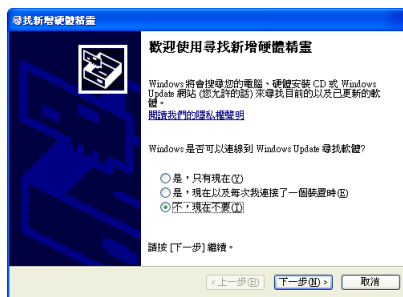 尋找新增硬體精靈
歡迎使用尋找新增硬體精靈
Windows 將會搜尋您的電腦、硬體安裝 CD 或 Windows
Update 網站 (您允許的話) 來尋找目前的以及已更新的軟
體。
閱讀我們的隱私權聲明
Windows 是否可以連線到 Windows Update 尋找軟體?
是，只有現在(Y)
是，現在以及每次我連接了一個裝置時(E)
不，現在不要(T)
請按 [下一步] 繼續。
<上一步(B) 下一步(N)> 取消